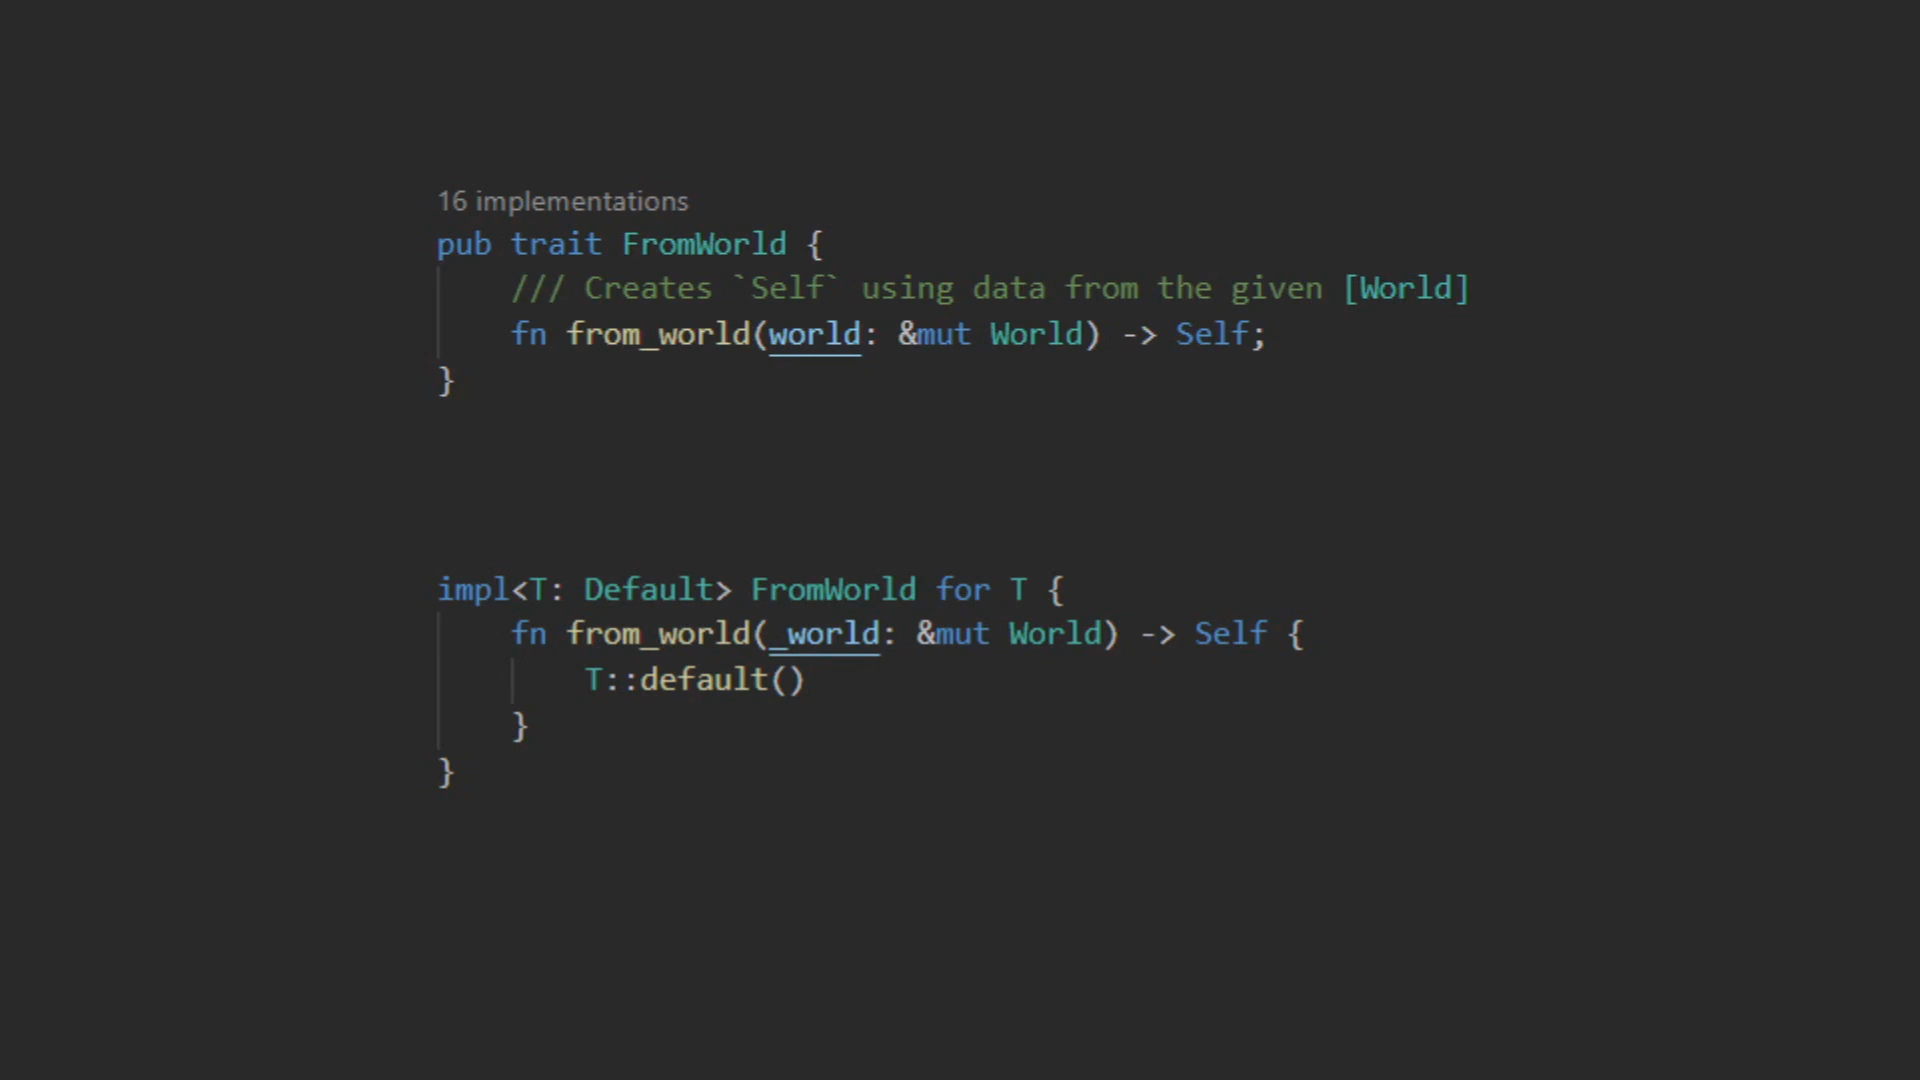 16 implementations
pub trait FromWorld {
    /// Creates `Self` using data from the given [World]
    fn from_world(world: &mut World) -> Self;
}
impl<T: Default> FromWorld for T {
    fn from_world(_world: &mut World) -> Self {
        T::default()
    }
}